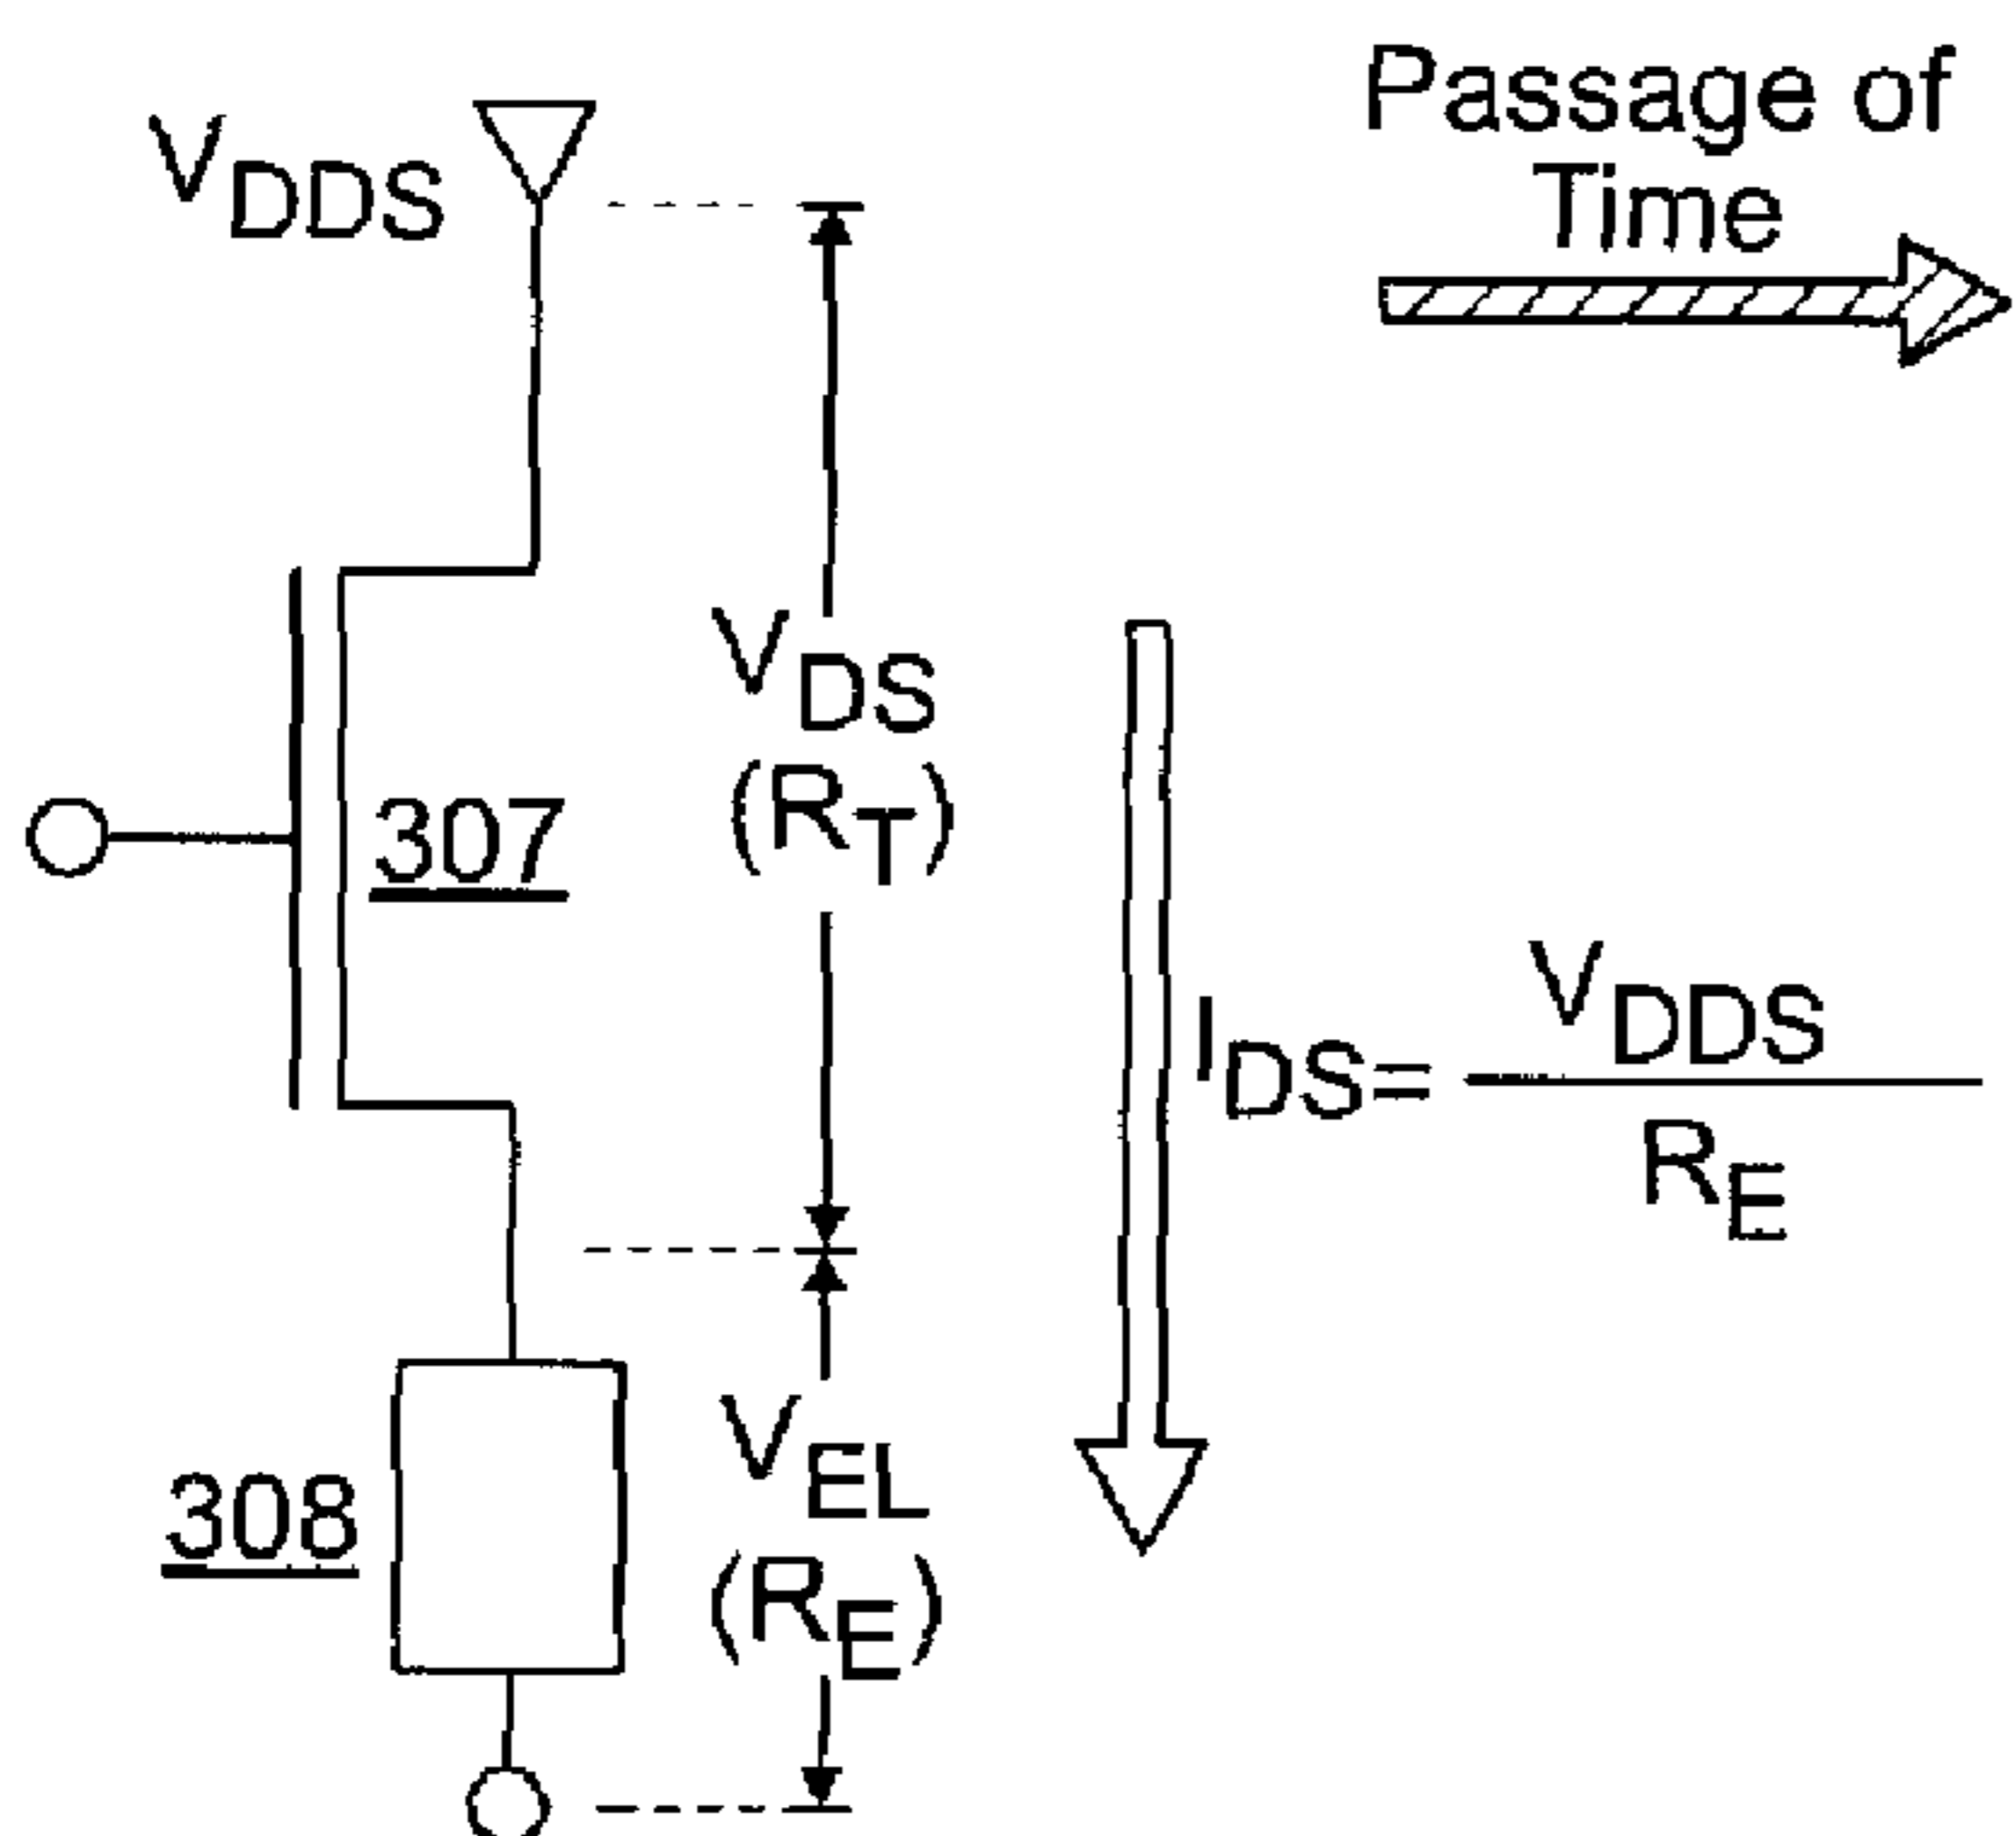 Passage of
Time
VDDS
VDS
(RT)
307
IDS= VDDS
RE
VEL
(RE)
308